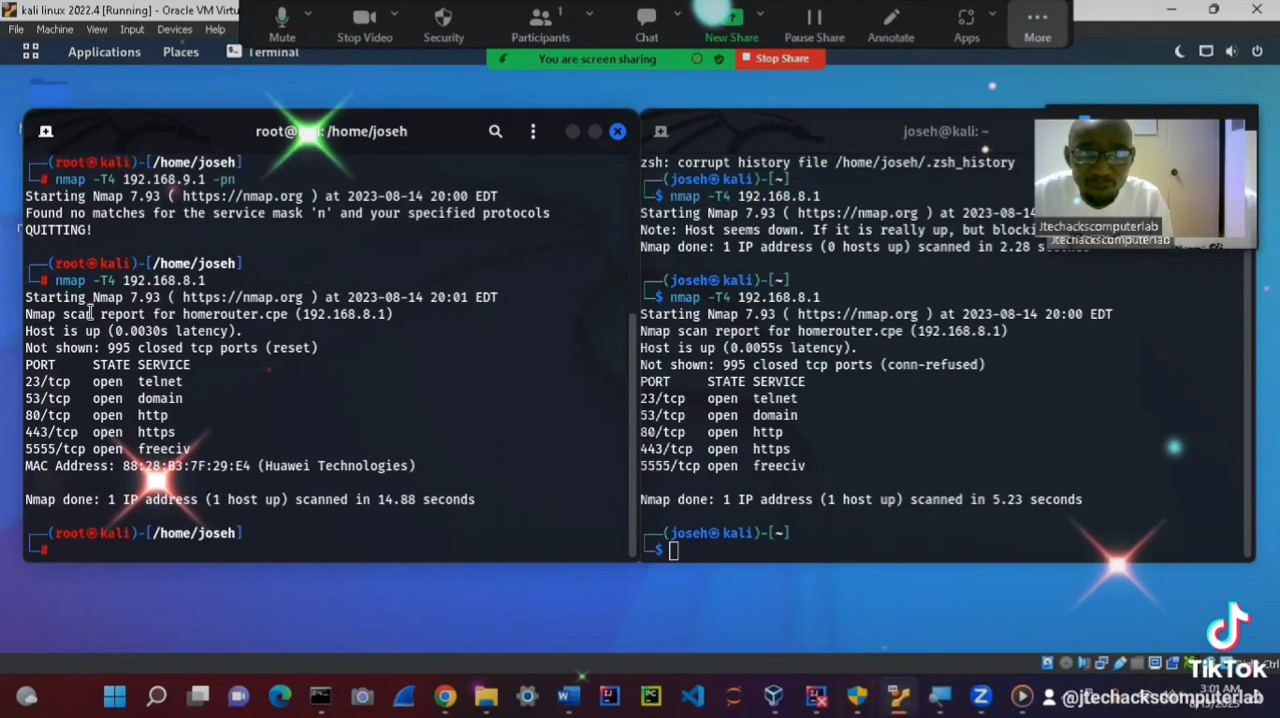 kali linux 2022.4 [Running] - Oracle VM Virtu
File Machine View Input Devices Help
Mute Stop Video Security Participants 1 Chat New Share Pause Share Annotate Apps More
Applications Places Terminal
You are screen sharing Stop Share
root@kali: /home/joseh
(root@kali)-[/home/joseh]
# nmap -T4 192.168.9.1 -pn
Starting Nmap 7.93 ( https://nmap.org ) at 2023-08-14 20:00 EDT
Found no matches for the service mask 'n' and your specified protocols
QUITTING!
(root@kali)-[/home/joseh]
# nmap -T4 192.168.8.1
Starting Nmap 7.93 ( https://nmap.org ) at 2023-08-14 20:01 EDT
Nmap scan report for homerouter.cpe (192.168.8.1)
Host is up (0.0030s latency).
Not shown: 995 closed tcp ports (reset)
PORT STATE SERVICE
23/tcp open telnet
53/tcp open domain
80/tcp open http
443/tcp open https
5555/tcp open freeciv
MAC Address: 88:28:B3:7F:29:E4 (Huawei Technologies)
Nmap done: 1 IP address (1 host up) scanned in 14.88 seconds
(root@kali)-[/home/joseh]
#
joseh@kali: ~
zsh: corrupt history file /home/joseh/.zsh_history
(joseh@kali)-[~]
$ nmap -T4 192.168.8.1
Starting Nmap 7.93 ( https://nmap.org ) at 2023-08-14
Note: Host seems down. If it is really up, but blocki
Nmap done: 1 IP address (0 hosts up) scanned in 2.28 seconds
(joseh@kali)-[~]
$ nmap -T4 192.168.8.1
Starting Nmap 7.93 ( https://nmap.org ) at 2023-08-14 20:00 EDT
Nmap scan report for homerouter.cpe (192.168.8.1)
Host is up (0.0055s latency).
Not shown: 995 closed tcp ports (conn-refused)
PORT STATE SERVICE
23/tcp open telnet
53/tcp open domain
80/tcp open http
443/tcp open https
5555/tcp open freeciv
Nmap done: 1 IP address (1 host up) scanned in 5.23 seconds
(joseh@kali)-[~]
$
Jtechackscomputerlab
Jtechackscomputerlab
TikTok
@jtechackscomputerlab
3:01 AM